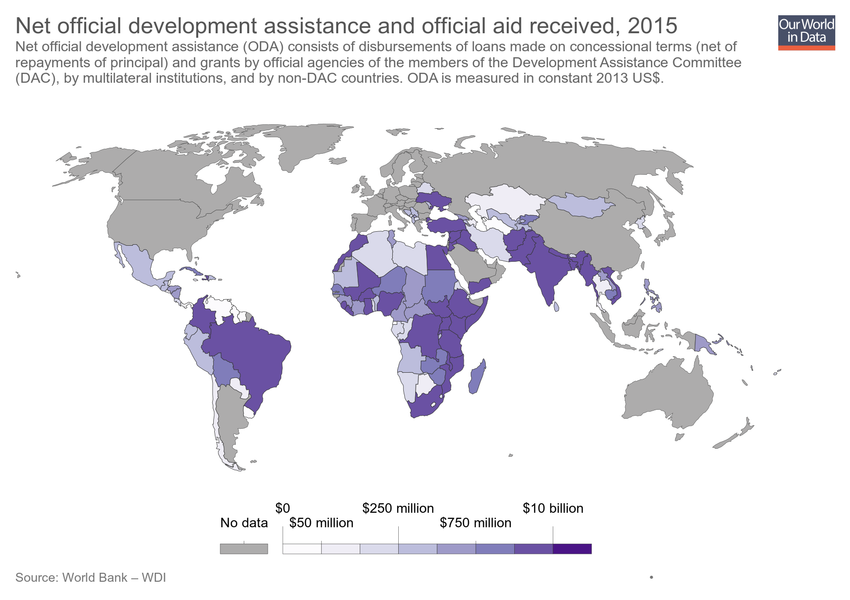 Net official development assistance and official aid received, 2015
Our World
in Data
Net official development assistance (ODA) consists of disbursements of loans made on concessional terms (net of
repayments of principal) and grants by official agencies of the members of the Development Assistance Committee
(DAC), by multilateral institutions, and by non-DAC countries. ODA is measured in constant 2013 US$.
$0 $250 million $10 billion
No data $50 million $750 million
Source: World Bank – WDI